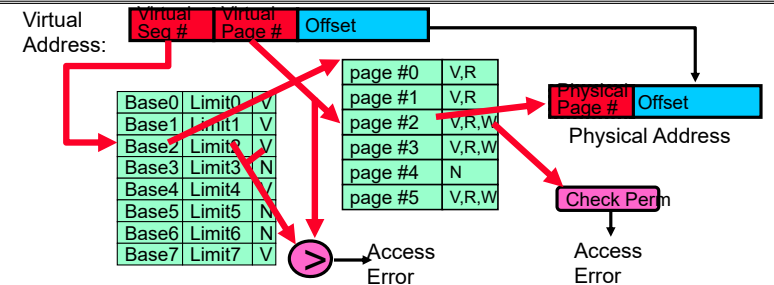 Virtual
Address:
Virtual
Seg #
Virtual
Page #
Offset
Base0 Limit0 V
Base1 Limit1 V
Base2 Limit2 V
Base3 Limit3 N
Base4 Limit4 V
Base5 Limit5 N
Base6 Limit6 N
Base7 Limit7 V
page #0 V,R
page #1 V,R
page #2 V,R,W
page #3 V,R,W
page #4 N
page #5 V,R,W
Physical
Page #
Offset
Physical Address
Check Perm
>
Access
Error
Access
Error